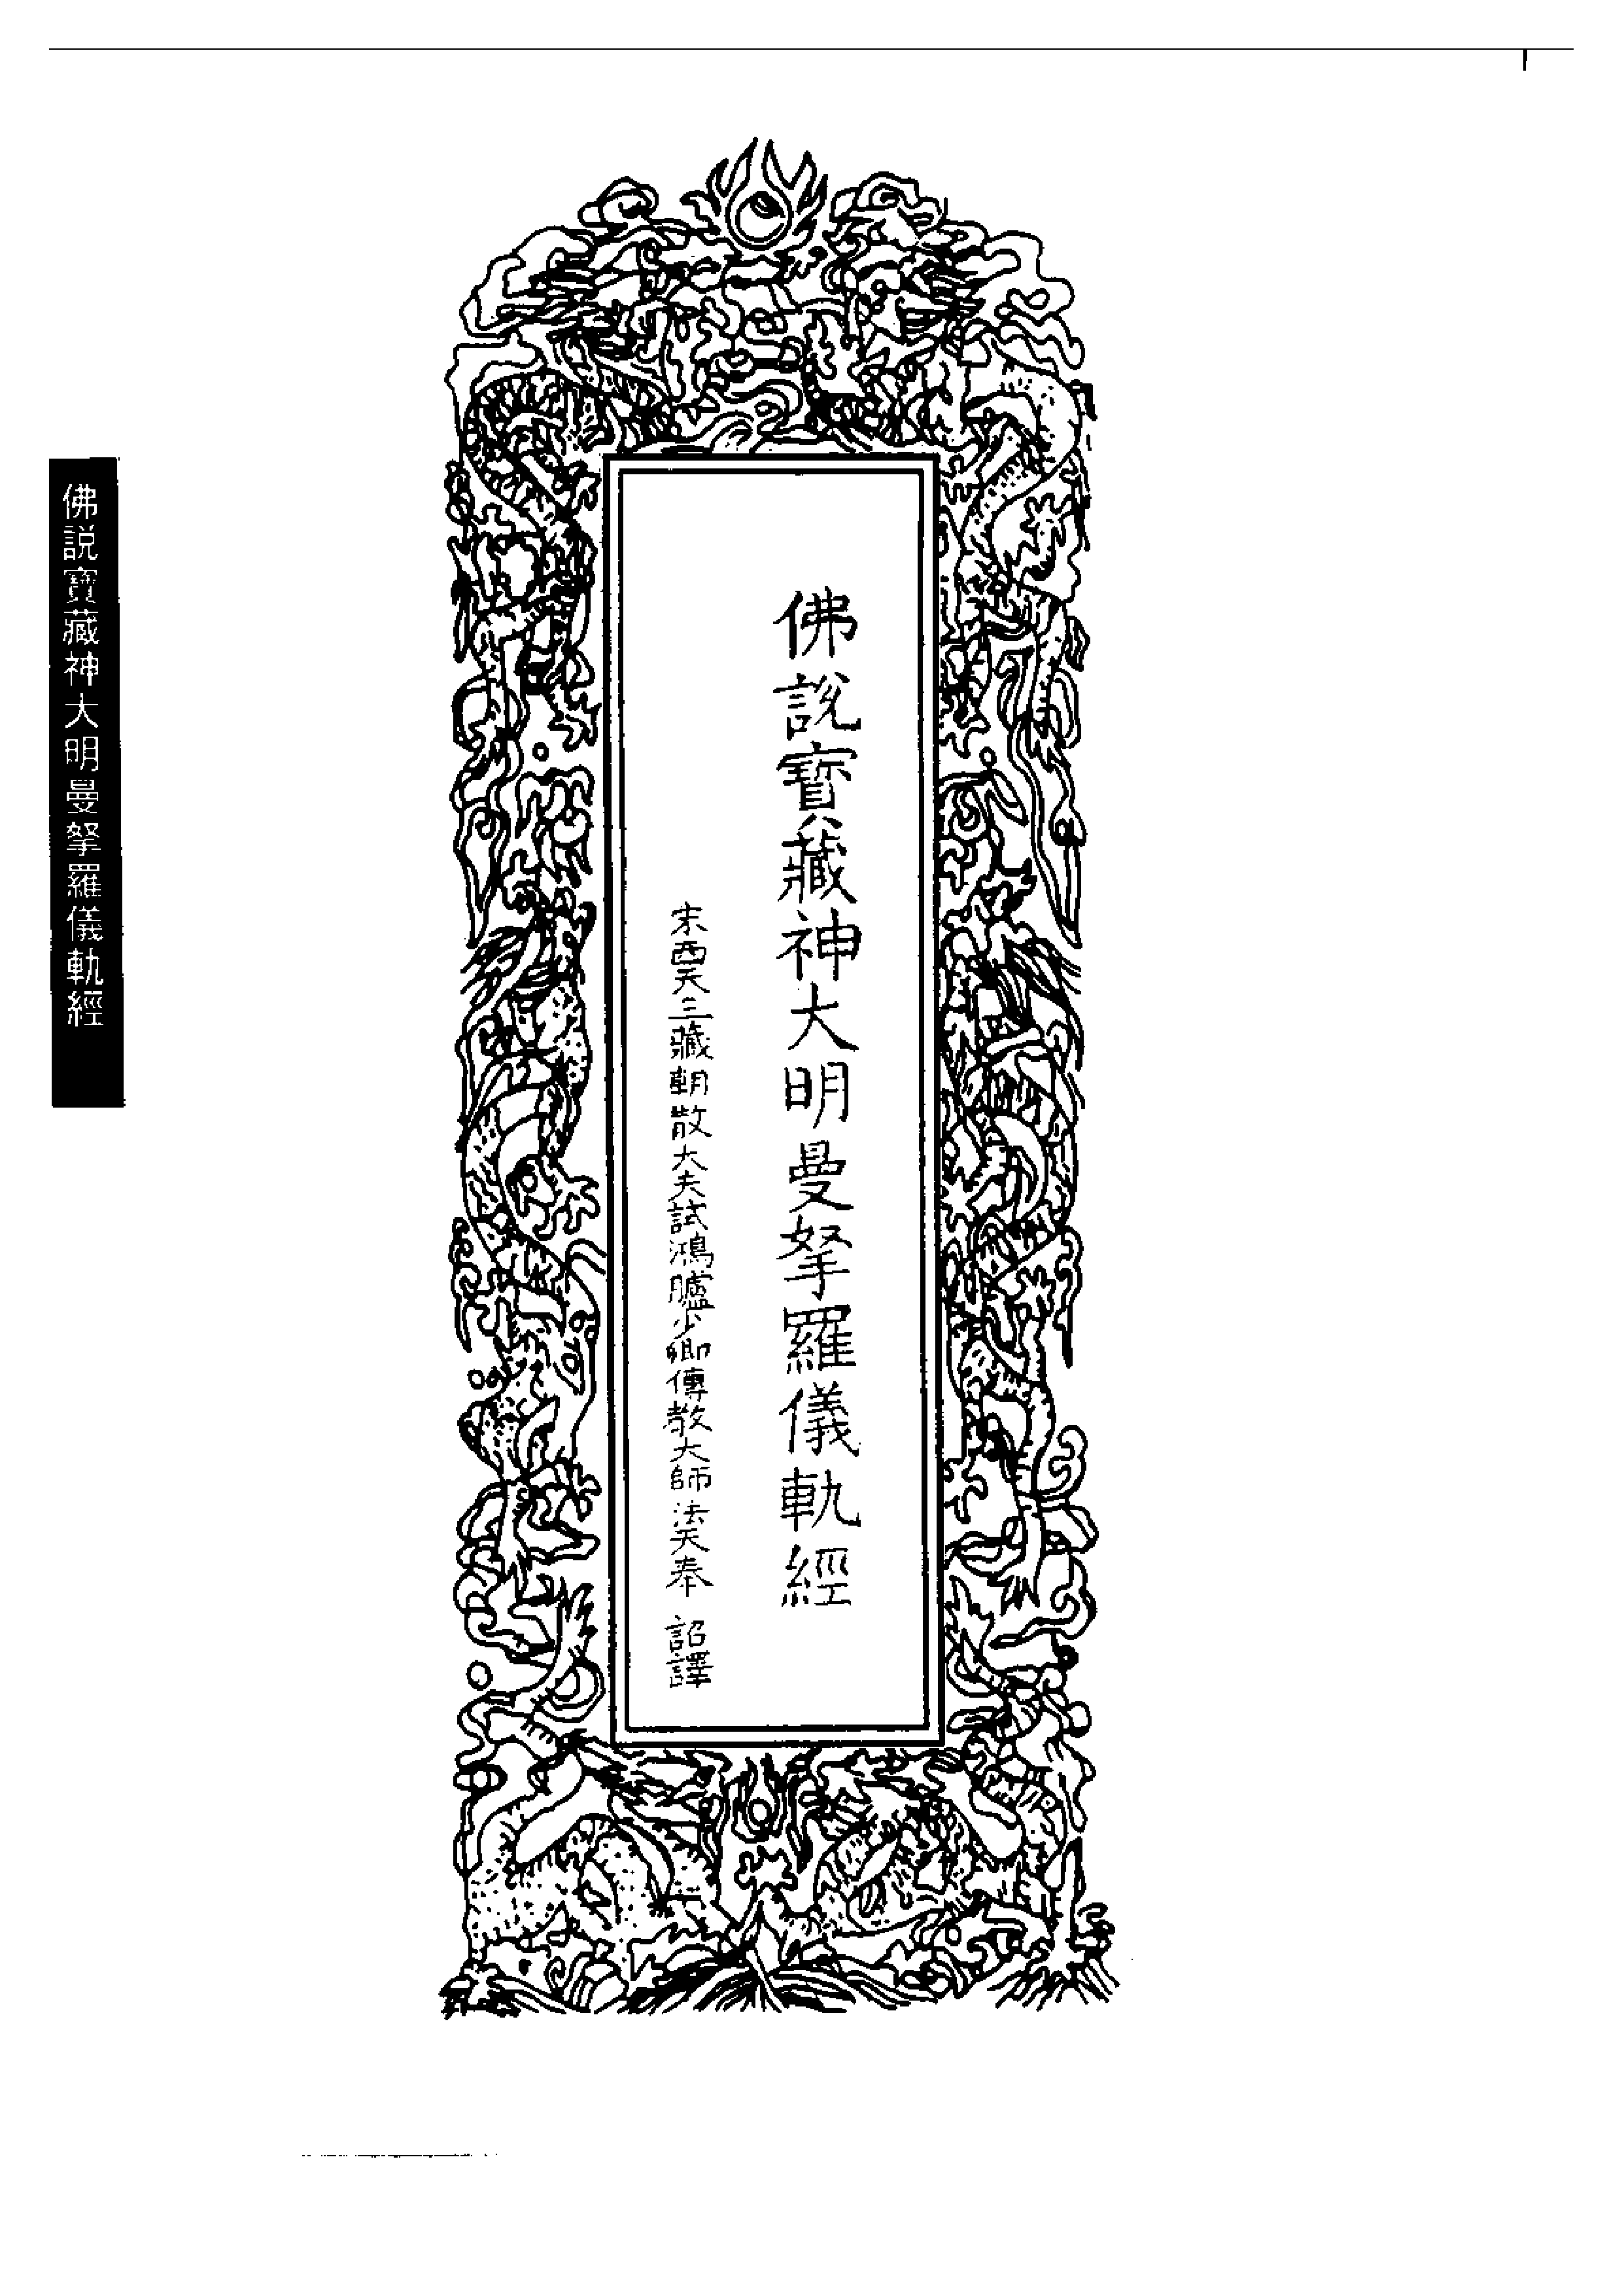 佛說寶藏神大明曼拏羅儀軌經
宋西天三藏朝散大夫試鴻臚少卿傳教大師法天奉 詔譯
佛説寶藏神大明曼拏羅儀軌經